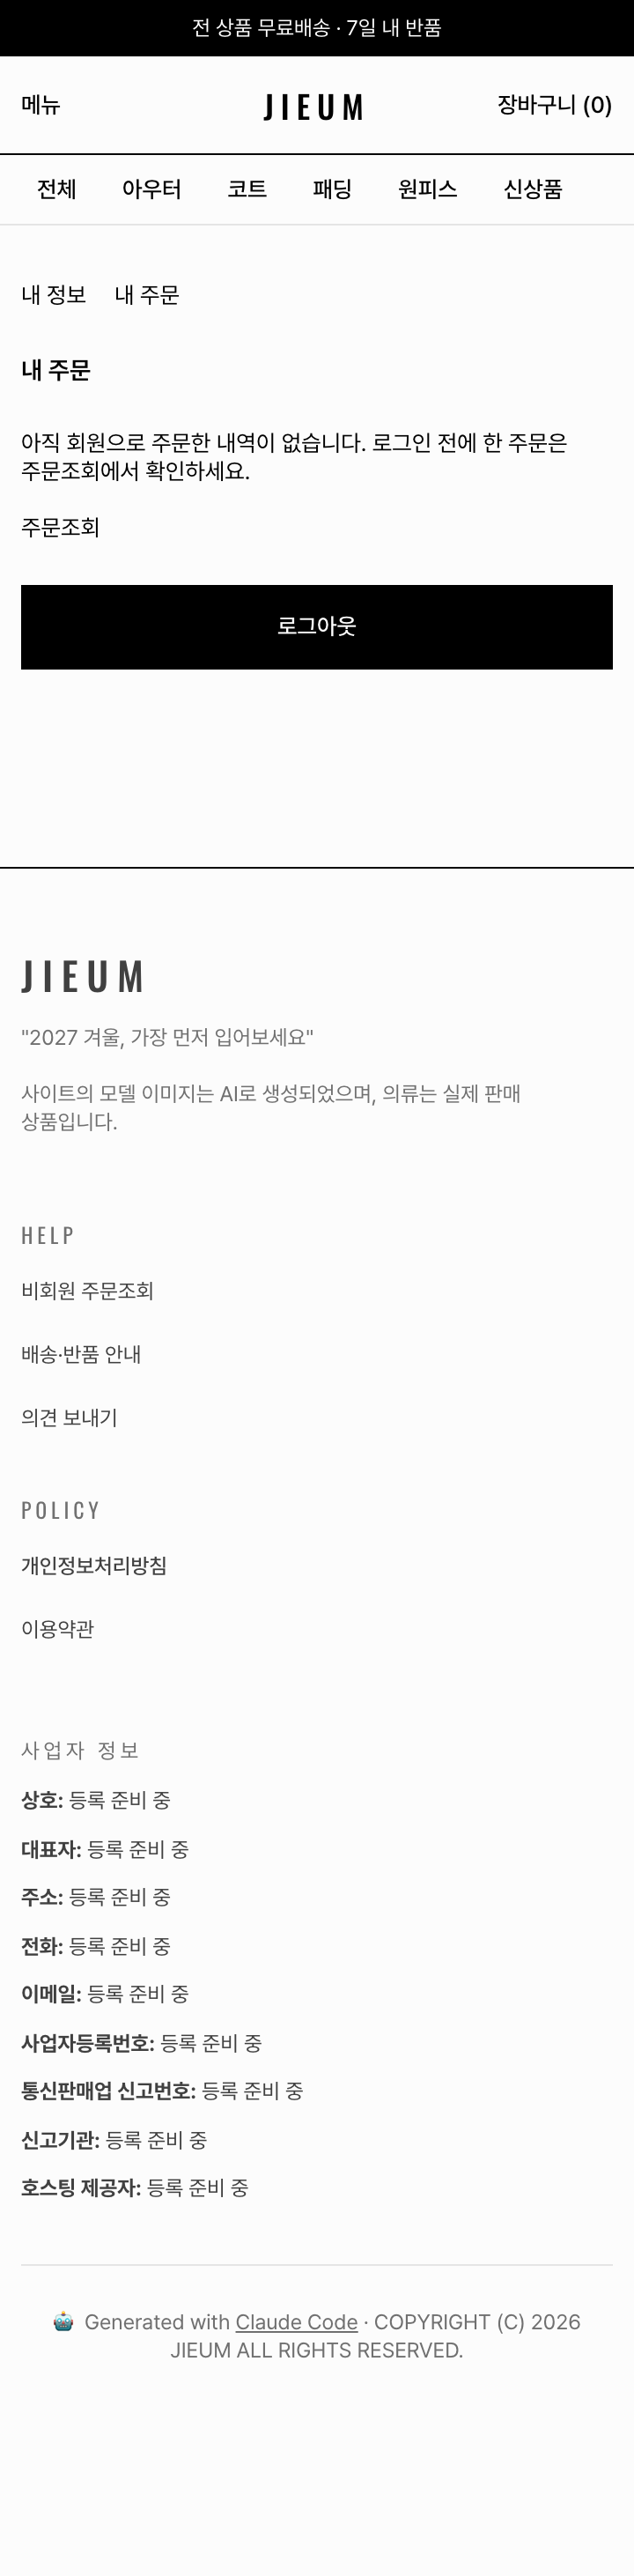 전 상품 무료배송 · 7일 내 반품
메뉴 JIEUM 장바구니 (0)
전체 아우터 코트 패딩 원피스 신상품
내 정보 내 주문
내 주문
아직 회원으로 주문한 내역이 없습니다. 로그인 전에 한 주문은
주문조회에서 확인하세요.
주문조회
로그아웃
JIEUM
"2027 겨울, 가장 먼저 입어보세요"
사이트의 모델 이미지는 AI로 생성되었으며, 의류는 실제 판매
상품입니다.
HELP
비회원 주문조회
배송·반품 안내
의견 보내기
POLICY
개인정보처리방침
이용약관
사업자 정보
상호: 등록 준비 중
대표자: 등록 준비 중
주소: 등록 준비 중
전화: 등록 준비 중
이메일: 등록 준비 중
사업자등록번호: 등록 준비 중
통신판매업 신고번호: 등록 준비 중
신고기관: 등록 준비 중
호스팅 제공자: 등록 준비 중
🤖 Generated with Claude Code · COPYRIGHT (C) 2026
JIEUM ALL RIGHTS RESERVED.